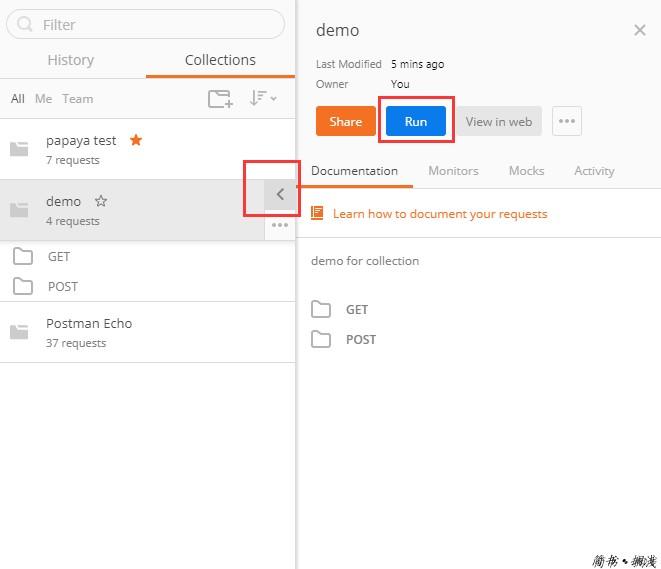 Filter
History
Collections
All Me Team
papaya test
7 requests
demo
4 requests
GET
POST
Postman Echo
37 requests
demo
Last Modified 5 mins ago
Owner You
Share
Run
View in web
Documentation
Monitors
Mocks
Activity
Learn how to document your requests
demo for collection
GET
POST
简书·搁浅